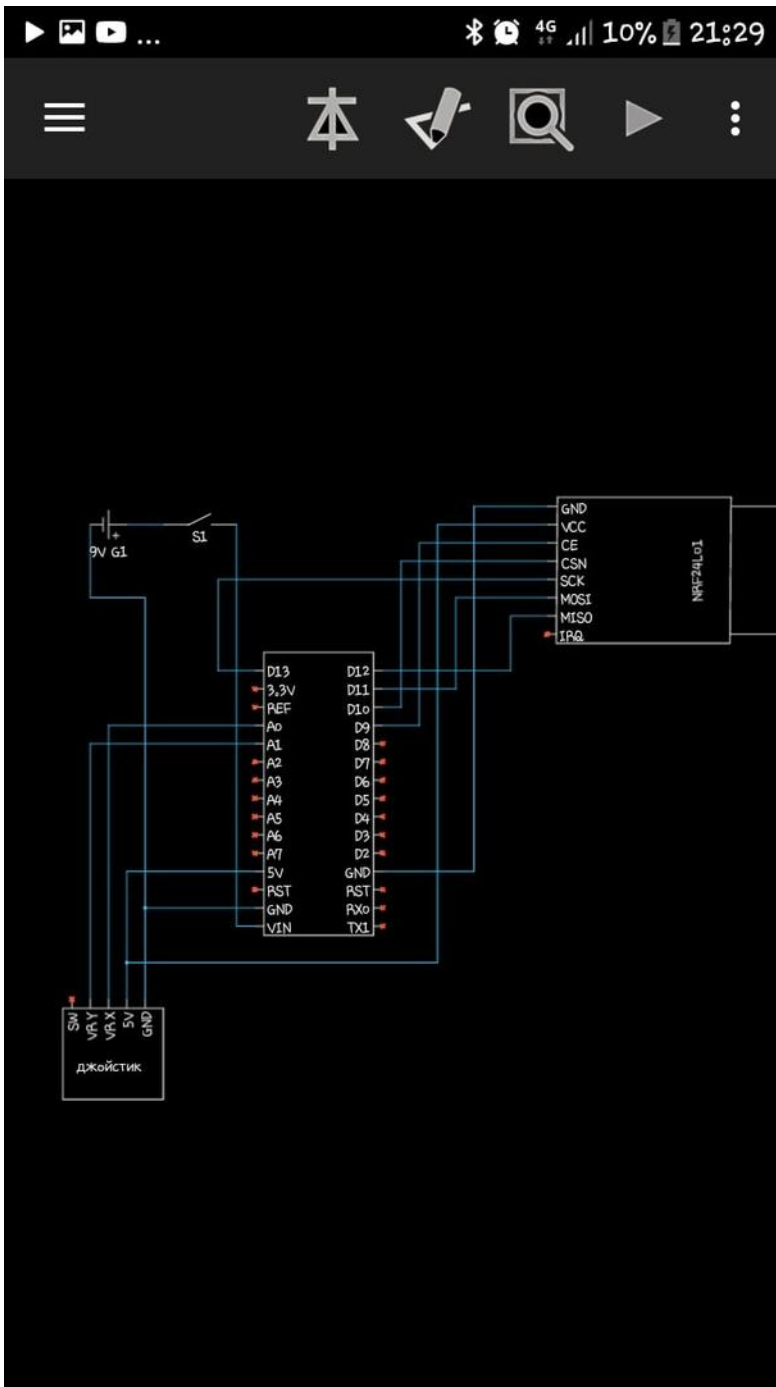 ... 4G 10% 21:29
9V G1
+
S1
GND
VCC
CE
CSN
SCK
MOSI
MISO
IRQ
NRF24Lo1
D13 D12
3,3V D11
REF D10
A0 D9
A1 D8
A2 D7
A3 D6
A4 D5
A5 D4
A6 D3
A7 D2
5V GND
RST RST
GND RX0
VIN TX1
SW
VR Y
VR X
5V
GND
джойстик